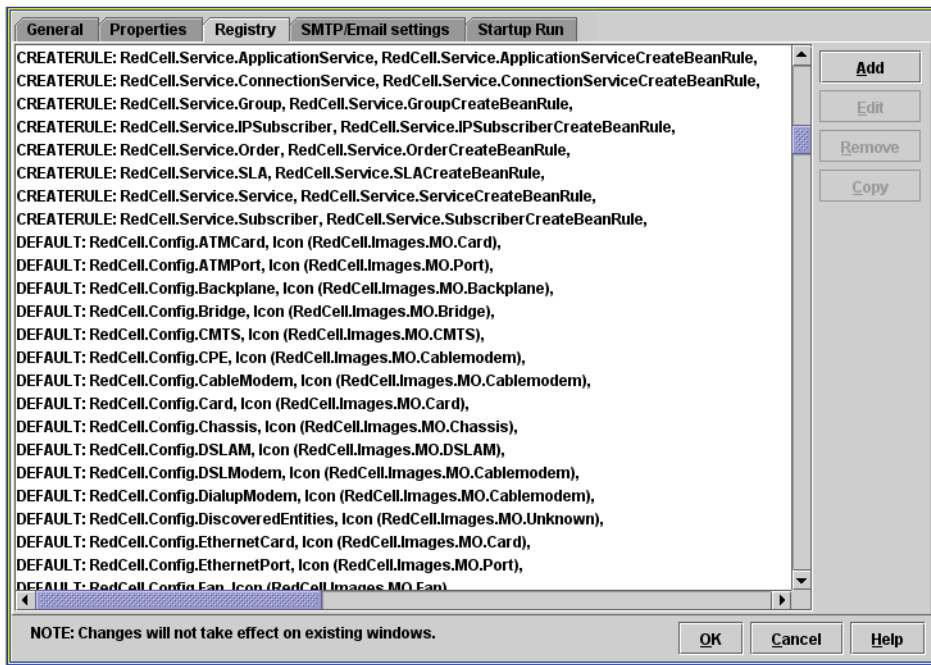 General Properties Registry SMTP/Email settings Startup Run
CREATERULE: RedCell.Service.ApplicationService, RedCell.Service.ApplicationServiceCreateBeanRule,
CREATERULE: RedCell.Service.ConnectionService, RedCell.Service.ConnectionServiceCreateBeanRule,
CREATERULE: RedCell.Service.Group, RedCell.Service.GroupCreateBeanRule,
CREATERULE: RedCell.Service.IPSubscriber, RedCell.Service.IPSubscriberCreateBeanRule,
CREATERULE: RedCell.Service.Order, RedCell.Service.OrderCreateBeanRule,
CREATERULE: RedCell.Service.SLA, RedCell.Service.SLACreateBeanRule,
CREATERULE: RedCell.Service.Service, RedCell.Service.ServiceCreateBeanRule,
CREATERULE: RedCell.Service.Subscriber, RedCell.Service.SubscriberCreateBeanRule,
DEFAULT: RedCell.Config.ATMCard, Icon (RedCell.Images.MO.Card),
DEFAULT: RedCell.Config.ATMPort, Icon (RedCell.Images.MO.Port),
DEFAULT: RedCell.Config.Backplane, Icon (RedCell.Images.MO.Backplane),
DEFAULT: RedCell.Config.Bridge, Icon (RedCell.Images.MO.Bridge),
DEFAULT: RedCell.Config.CMTS, Icon (RedCell.Images.MO.CMTS),
DEFAULT: RedCell.Config.CPE, Icon (RedCell.Images.MO.Cablemodem),
DEFAULT: RedCell.Config.CableModem, Icon (RedCell.Images.MO.Cablemodem),
DEFAULT: RedCell.Config.Card, Icon (RedCell.Images.MO.Card),
DEFAULT: RedCell.Config.Chassis, Icon (RedCell.Images.MO.Chassis),
DEFAULT: RedCell.Config.DSLAM, Icon (RedCell.Images.MO.DSLAM),
DEFAULT: RedCell.Config.DSLModem, Icon (RedCell.Images.MO.Cablemodem),
DEFAULT: RedCell.Config.DialupModem, Icon (RedCell.Images.MO.Cablemodem),
DEFAULT: RedCell.Config.DiscoveredEntities, Icon (RedCell.Images.MO.Unknown),
DEFAULT: RedCell.Config.EthernetCard, Icon (RedCell.Images.MO.Card),
DEFAULT: RedCell.Config.EthernetPort, Icon (RedCell.Images.MO.Port),
DEFAULT: RedCell.Config.Fan, Icon (RedCell.Images.MO.Fan)
Add
Edit
Remove
Copy
NOTE: Changes will not take effect on existing windows.
OK Cancel Help